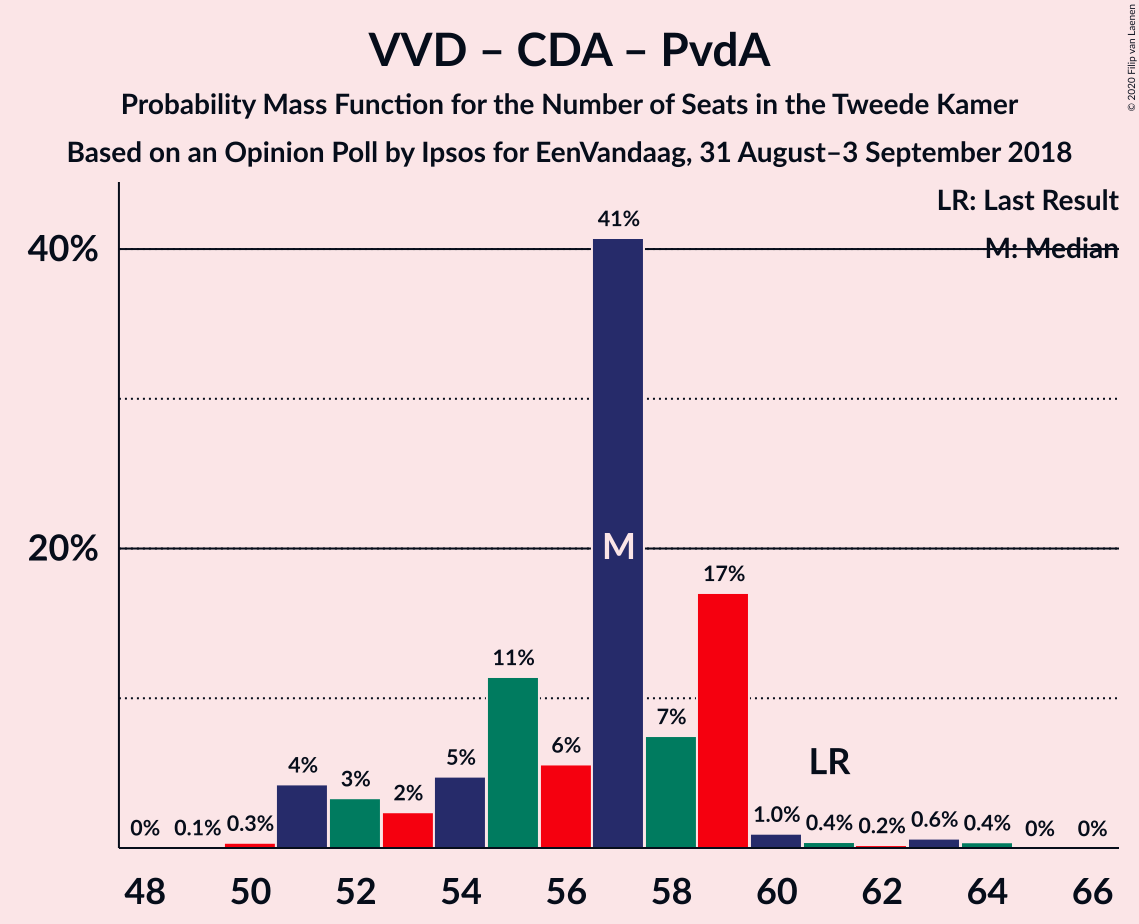 VVD – CDA – PvdA
Probability Mass Function for the Number of Seats in the Tweede Kamer
Based on an Opinion Poll by Ipsos for EenVandaag, 31 August–3 September 2018
© 2020 Filip van Laenen
LR: Last Result
M: Median
40%
20%
0%
0.1%
0.3%
4%
3%
2%
5%
11%
6%
41%
M
7%
17%
1.0%
LR
0.4%
0.2%
0.6%
0.4%
0%
0%
48 50 52 54 56 58 60 62 64 66